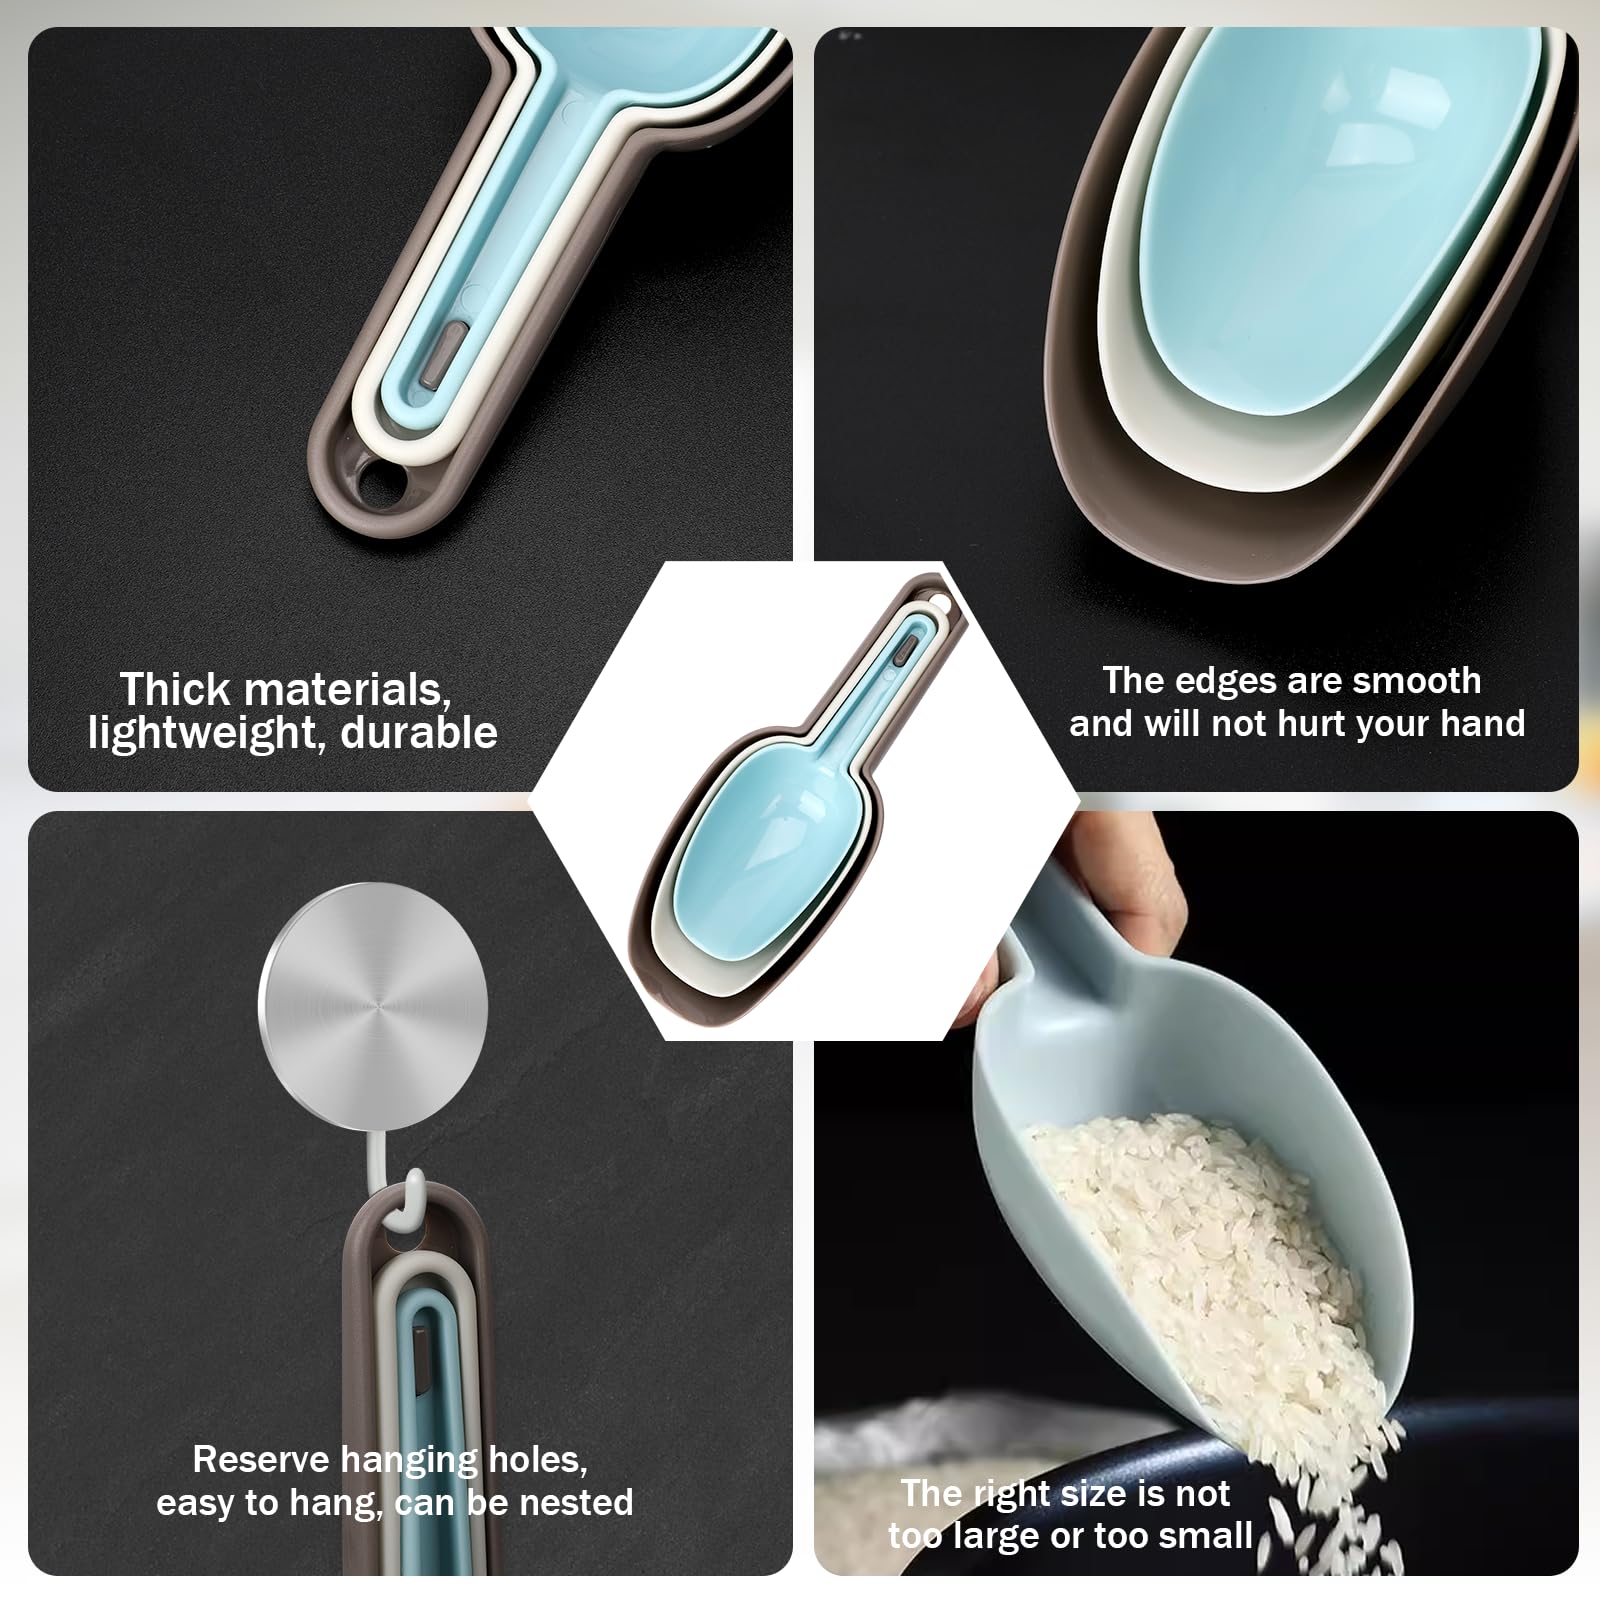 Thick materials,
lightweight, durable
The edges are smooth
and will not hurt your hand
Reserve hanging holes,
easy to hang, can be nested
The right size is not
too large or too small